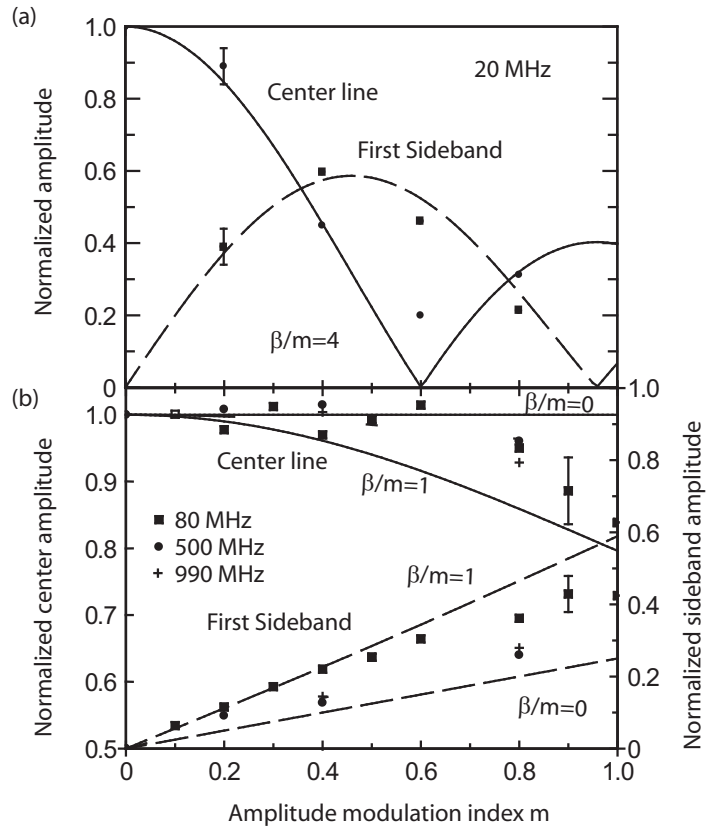 (a)
1.0
0.8
0.6
0.4
0.2
0
Normalized amplitude
20 MHz
Center line
First Sideband
β/m=4
(b)
1.0
0.9
0.8
0.7
0.6
0.5
Normalized center amplitude
1.0
0.8
0.6
0.4
0.2
0
Normalized sideband amplitude
β/m=0
Center line
β/m=1
80 MHz
500 MHz
990 MHz
β/m=1
First Sideband
β/m=0
0 0.2 0.4 0.6 0.8 1.0
Amplitude modulation index m